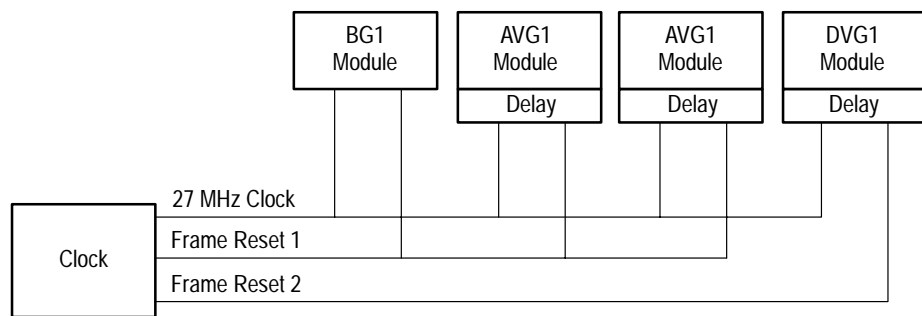 BG1
Module
AVG1
Module
Delay
AVG1
Module
Delay
DVG1
Module
Delay
27 MHz Clock
Frame Reset 1
Clock
Frame Reset 2